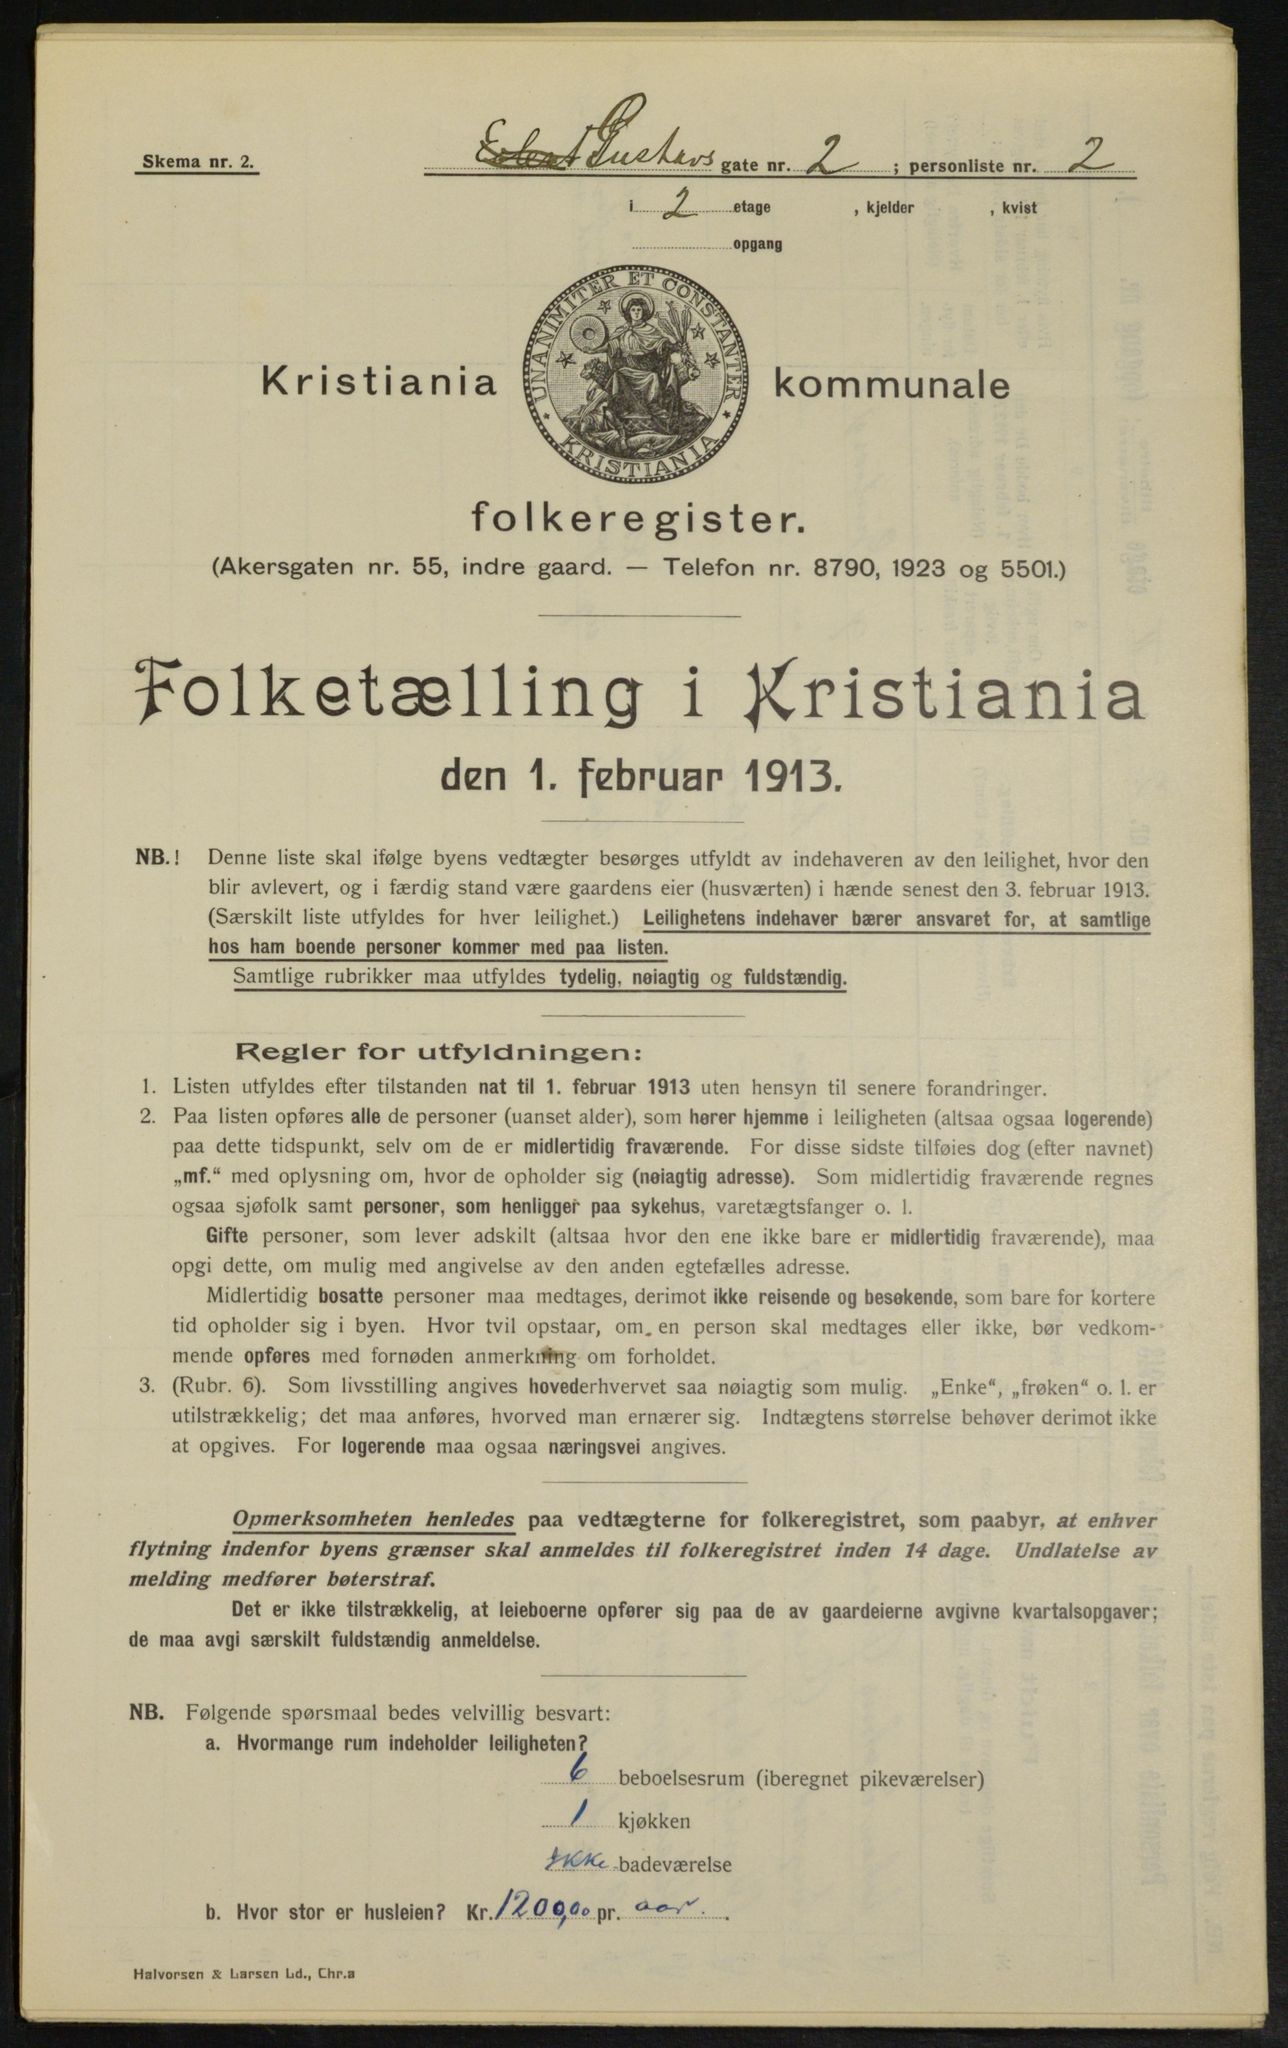 Skema nr. 2.
Gustavs gate nr. 2 ; personliste nr. 2
i 2 etage , kjelder , kvist
opgang
UNANIMITER ET CONSTANTER
KRISTIANIA
Kristiania kommunale
folkeregister.
(Akersgaten nr. 55, indre gaard. — Telefon nr. 8790, 1923 og 5501.)
Folketælling i Kristiania
den 1. februar 1913.
NB.! Denne liste skal ifølge byens vedtægter besørges utfyldt av indehaveren av den leilighet, hvor den
blir avlevert, og i færdig stand være gaardens eier (husværten) i hænde senest den 3. februar 1913.
(Særskilt liste utfyldes for hver leilighet.) Leilighetens indehaver bærer ansvaret for, at samtlige
hos ham boende personer kommer med paa listen.
Samtlige rubrikker maa utfyldes tydelig, nøiagtig og fuldstændig.
Regler for utfyldningen:
1. Listen utfyldes efter tilstanden nat til 1. februar 1913 uten hensyn til senere forandringer.
2. Paa listen opføres alle de personer (uanset alder), som hører hjemme i leiligheten (altsaa ogsaa logerende)
paa dette tidspunkt, selv om de er midlertidig fraværende. For disse sidste tilføies dog (efter navnet)
„mf.“ med oplysning om, hvor de opholder sig (nøiagtig adresse). Som midlertidig fraværende regnes
ogsaa sjøfolk samt personer, som henligger paa sykehus, varetægtsfanger o. l.
Gifte personer, som lever adskilt (altsaa hvor den ene ikke bare er midlertidig fraværende), maa
opgi dette, om mulig med angivelse av den anden egtefælles adresse.
Midlertidig bosatte personer maa medtages, derimot ikke reisende og besøkende, som bare for kortere
tid opholder sig i byen. Hvor tvil opstaar, om en person skal medtages eller ikke, bør vedkom-
mende opføres med fornøden anmerkning om forholdet.
3. (Rubr. 6). Som livsstilling angives hovederhvervet saa nøiagtig som mulig. „Enke“, „frøken“ o. l. er
utilstrækkelig; det maa anføres, hvorved man ernærer sig. Indtægtens størrelse behøver derimot ikke
at opgives. For logerende maa ogsaa næringsvei angives.
Opmerksomheten henledes paa vedtægterne for folkeregistret, som paabyr, at enhver
flytning indenfor byens grænser skal anmeldes til folkeregistret inden 14 dage. Undlatelse av
melding medfører bøterstraf.
Det er ikke tilstrækkelig, at leieboerne opfører sig paa de av gaardeierne avgivne kvartalsopgaver;
de maa avgi særskilt fuldstændig anmeldelse.
NB. Følgende spørsmaal bedes velvillig besvart:
a. Hvormange rum indeholder leiligheten?
6 beboelsesrum (iberegnet pikeværelser)
1 kjøkken
Ikke badeværelse
b. Hvor stor er husleien? Kr. 1200,00 pr. aar.
Halvorsen & Larsen Ld., Chr.a